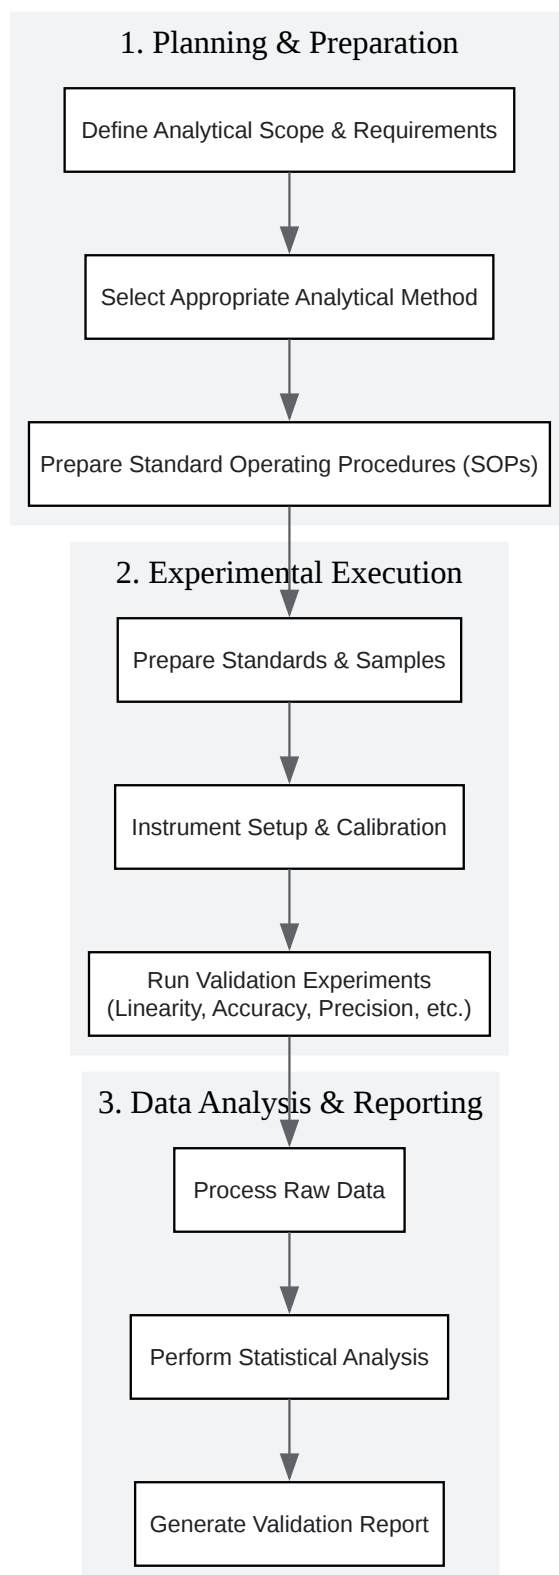 1. Planning & Preparation
Define Analytical Scope & Requirements
Select Appropriate Analytical Method
Prepare Standard Operating Procedures (SOPs)
2. Experimental Execution
Prepare Standards & Samples
Instrument Setup & Calibration
Run Validation Experiments
(Linearity, Accuracy, Precision, etc.)
3. Data Analysis & Reporting
Process Raw Data
Perform Statistical Analysis
Generate Validation Report